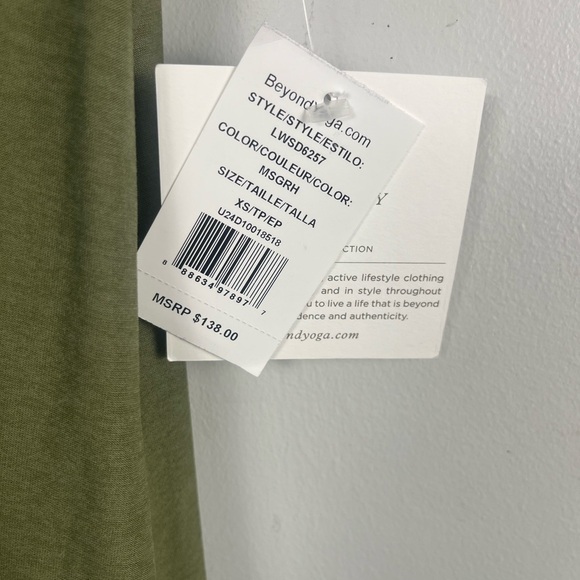 Beyondyoga.com
STYLE/STYLE/ESTILO:
LWSD6257
COLOR/COULEUR/COLOR:
MSGRH
SIZE/TAILLE/TALLA
XS/TP/EP
U24D10018518
0 88634 97897 7
MSRP $138.00
Y
CTION
active lifestyle clothing
and in style throughout
u to live a life that is beyond
dence and authenticity.
ndyoga.com